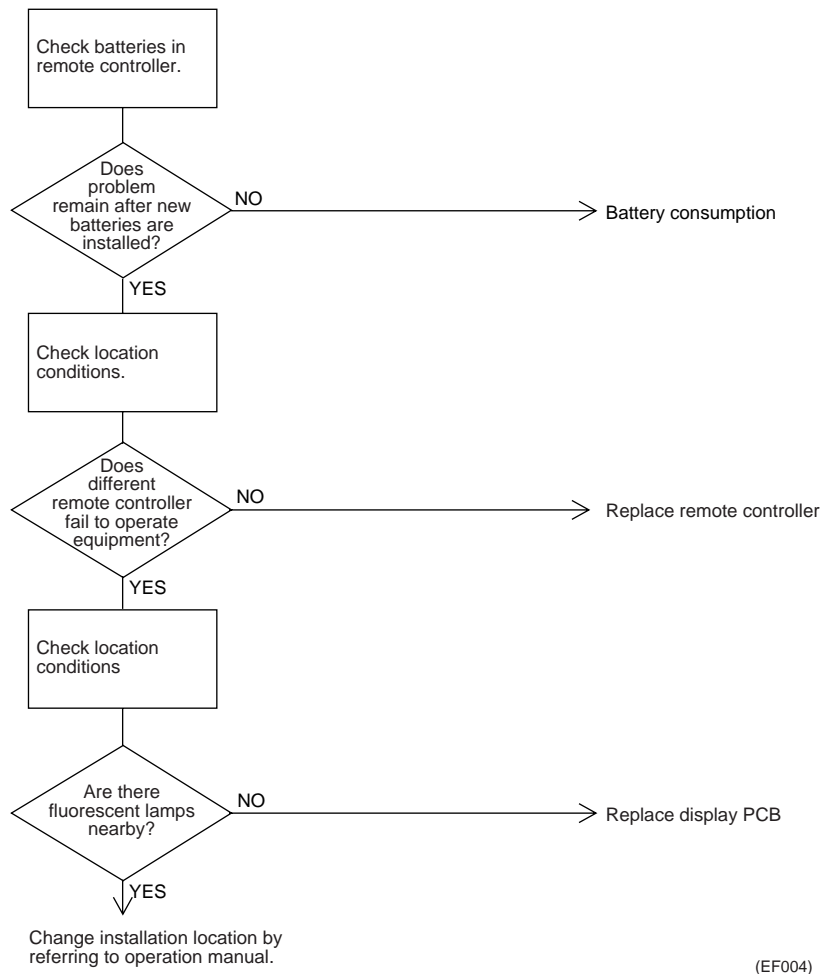 Check batteries in
remote controller.
Does
problem
remain after new
batteries are
installed?
NO
Battery consumption
YES
Check location
conditions.
Does
different
remote controller
fail to operate
equipment?
NO
Replace remote controller
YES
Check location
conditions
Are there
fluorescent lamps
nearby?
NO
Replace display PCB
YES
Change installation location by
referring to operation manual.
(EF004)